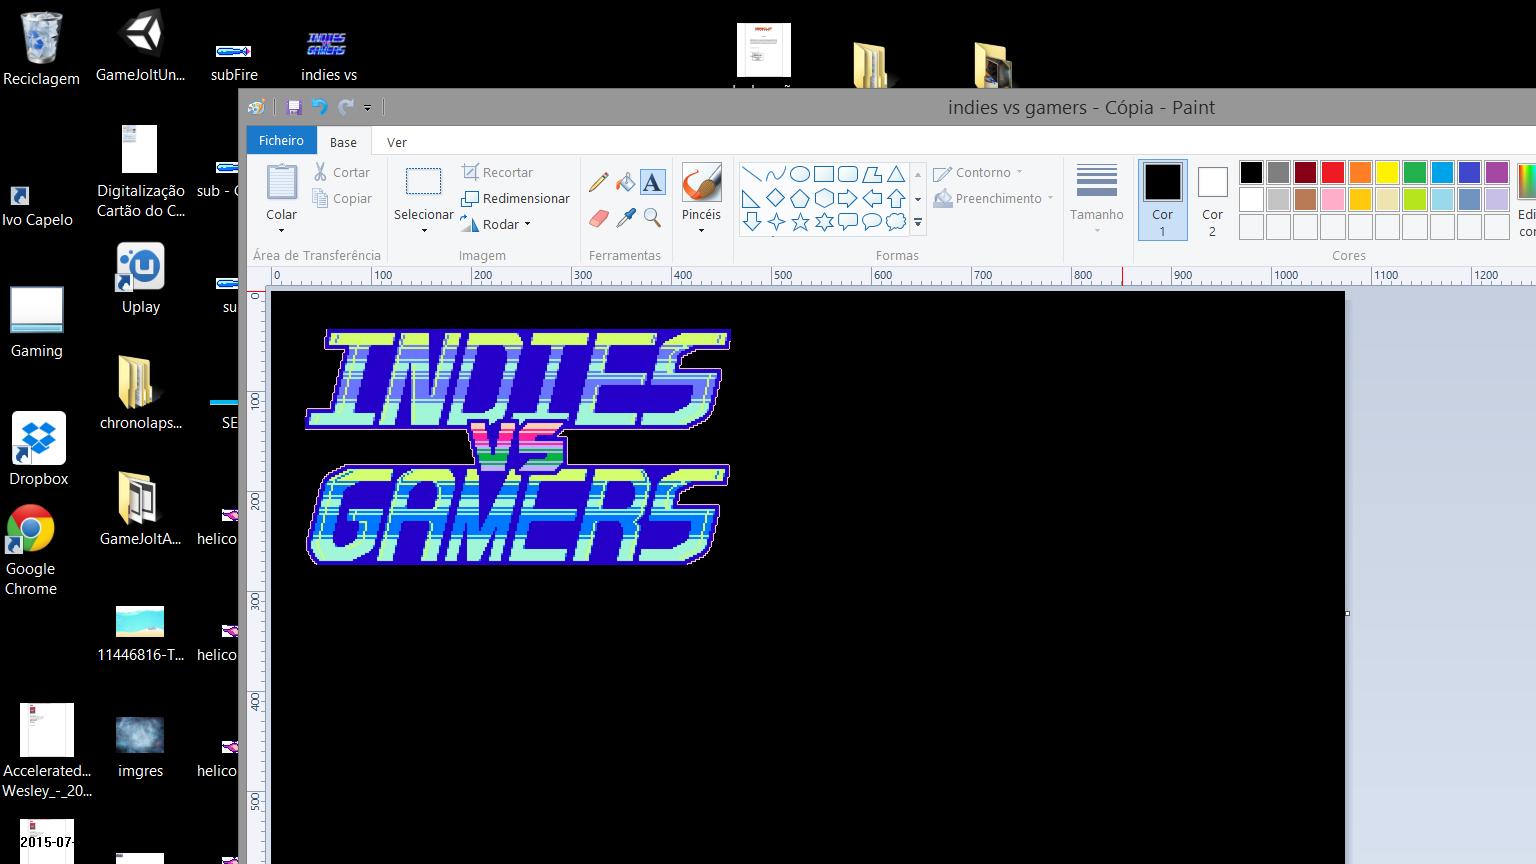 Reciclagem
GameJoltUn...
subFire
indies vs
Digitalização
Cartão do C...
sub - C
Ivo Capelo
Uplay
su
Gaming
chronolaps...
SE
Dropbox
GameJoltA...
helico
Google
Chrome
11446816-T...
helico
Accelerated...
Wesley_-_20...
imgres
helico
2015-07-
indies vs gamers - Cópia - Paint
Ficheiro
Base
Ver
Colar
Cortar
Copiar
Área de Transferência
Selecionar
Recortar
Redimensionar
Rodar
Imagem
A
Ferramentas
Pincéis
Contorno
Preenchimento
Formas
Tamanho
Cor
1
Cor
2
Cores
Edi
cor
0 100 200 300 400 500 600 700 800 900 1000 1100 1200
0
100
200
300
400
500
INDIES
VS
GAMERS
INDIES
GAMERS